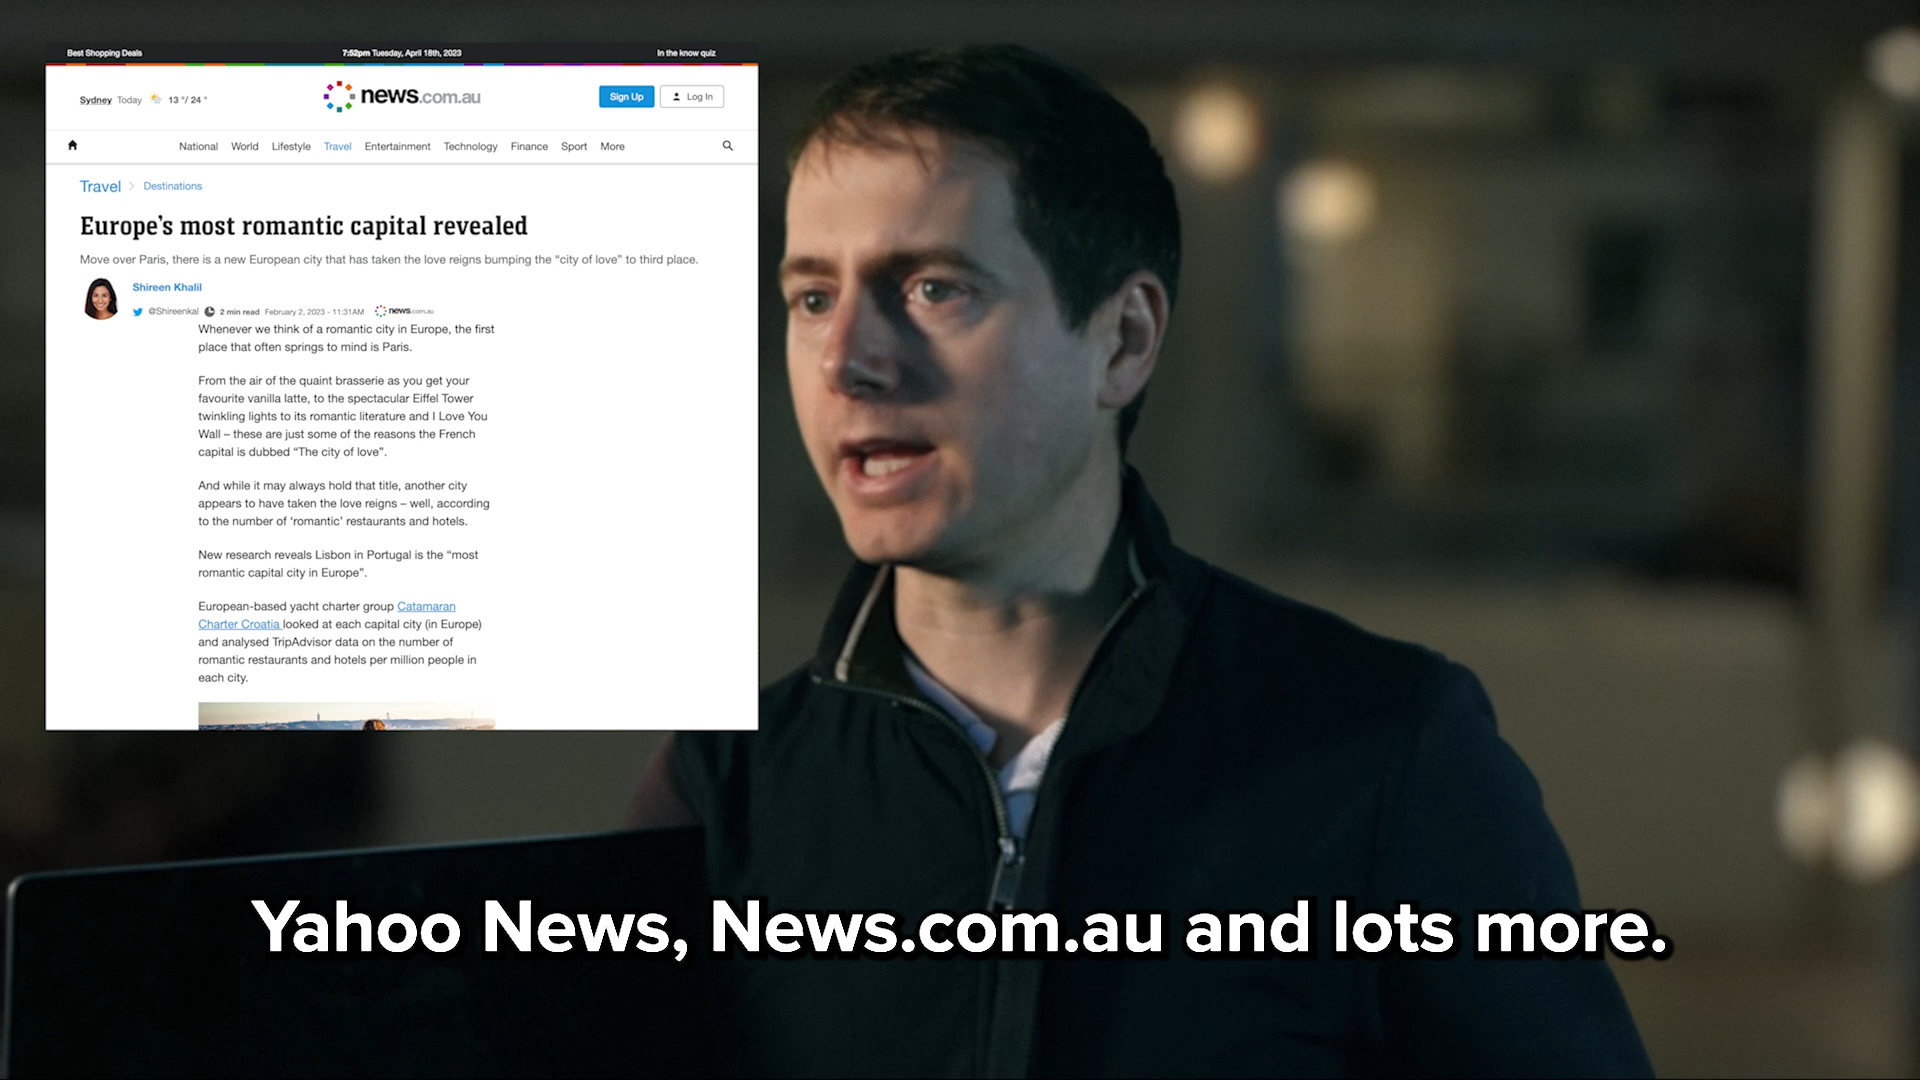 Best Shopping Deals 7:52pm Tuesday, April 18th, 2023 In the know quiz
Sydney Today 13 °/ 24 ° news.com.au Sign Up Log In
National World Lifestyle Travel Entertainment Technology Finance Sport More
Travel > Destinations
Europe’s most romantic capital revealed
Move over Paris, there is a new European city that has taken the love reigns bumping the “city of love” to third place.
Shireen Khalil
@Shireenkal 2 min read February 2, 2023 - 11:31AM news.com.au
Whenever we think of a romantic city in Europe, the first
place that often springs to mind is Paris.
From the air of the quaint brasserie as you get your
favourite vanilla latte, to the spectacular Eiffel Tower
twinkling lights to its romantic literature and I Love You
Wall – these are just some of the reasons the French
capital is dubbed “The city of love”.
And while it may always hold that title, another city
appears to have taken the love reigns – well, according
to the number of ‘romantic’ restaurants and hotels.
New research reveals Lisbon in Portugal is the “most
romantic capital city in Europe”.
European-based yacht charter group Catamaran
Charter Croatia looked at each capital city (in Europe)
and analysed TripAdvisor data on the number of
romantic restaurants and hotels per million people in
each city.
Yahoo News, News.com.au and lots more.